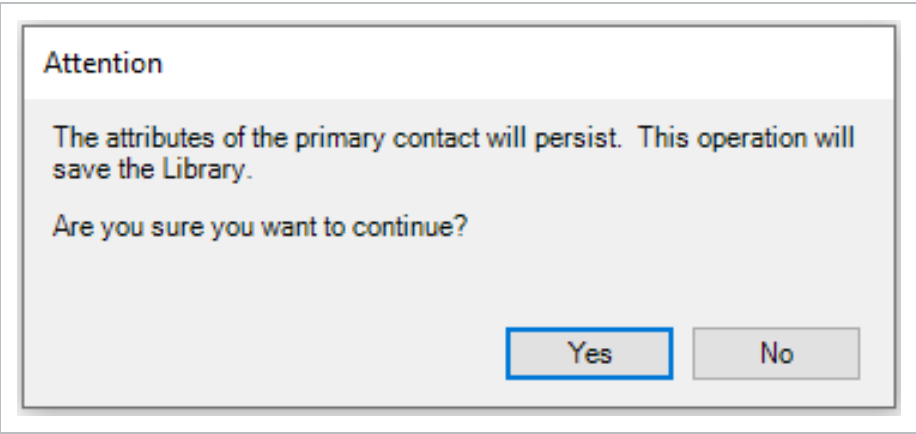 Attention
The attributes of the primary contact will persist.  This operation will
save the Library.
Are you sure you want to continue?
Yes
No